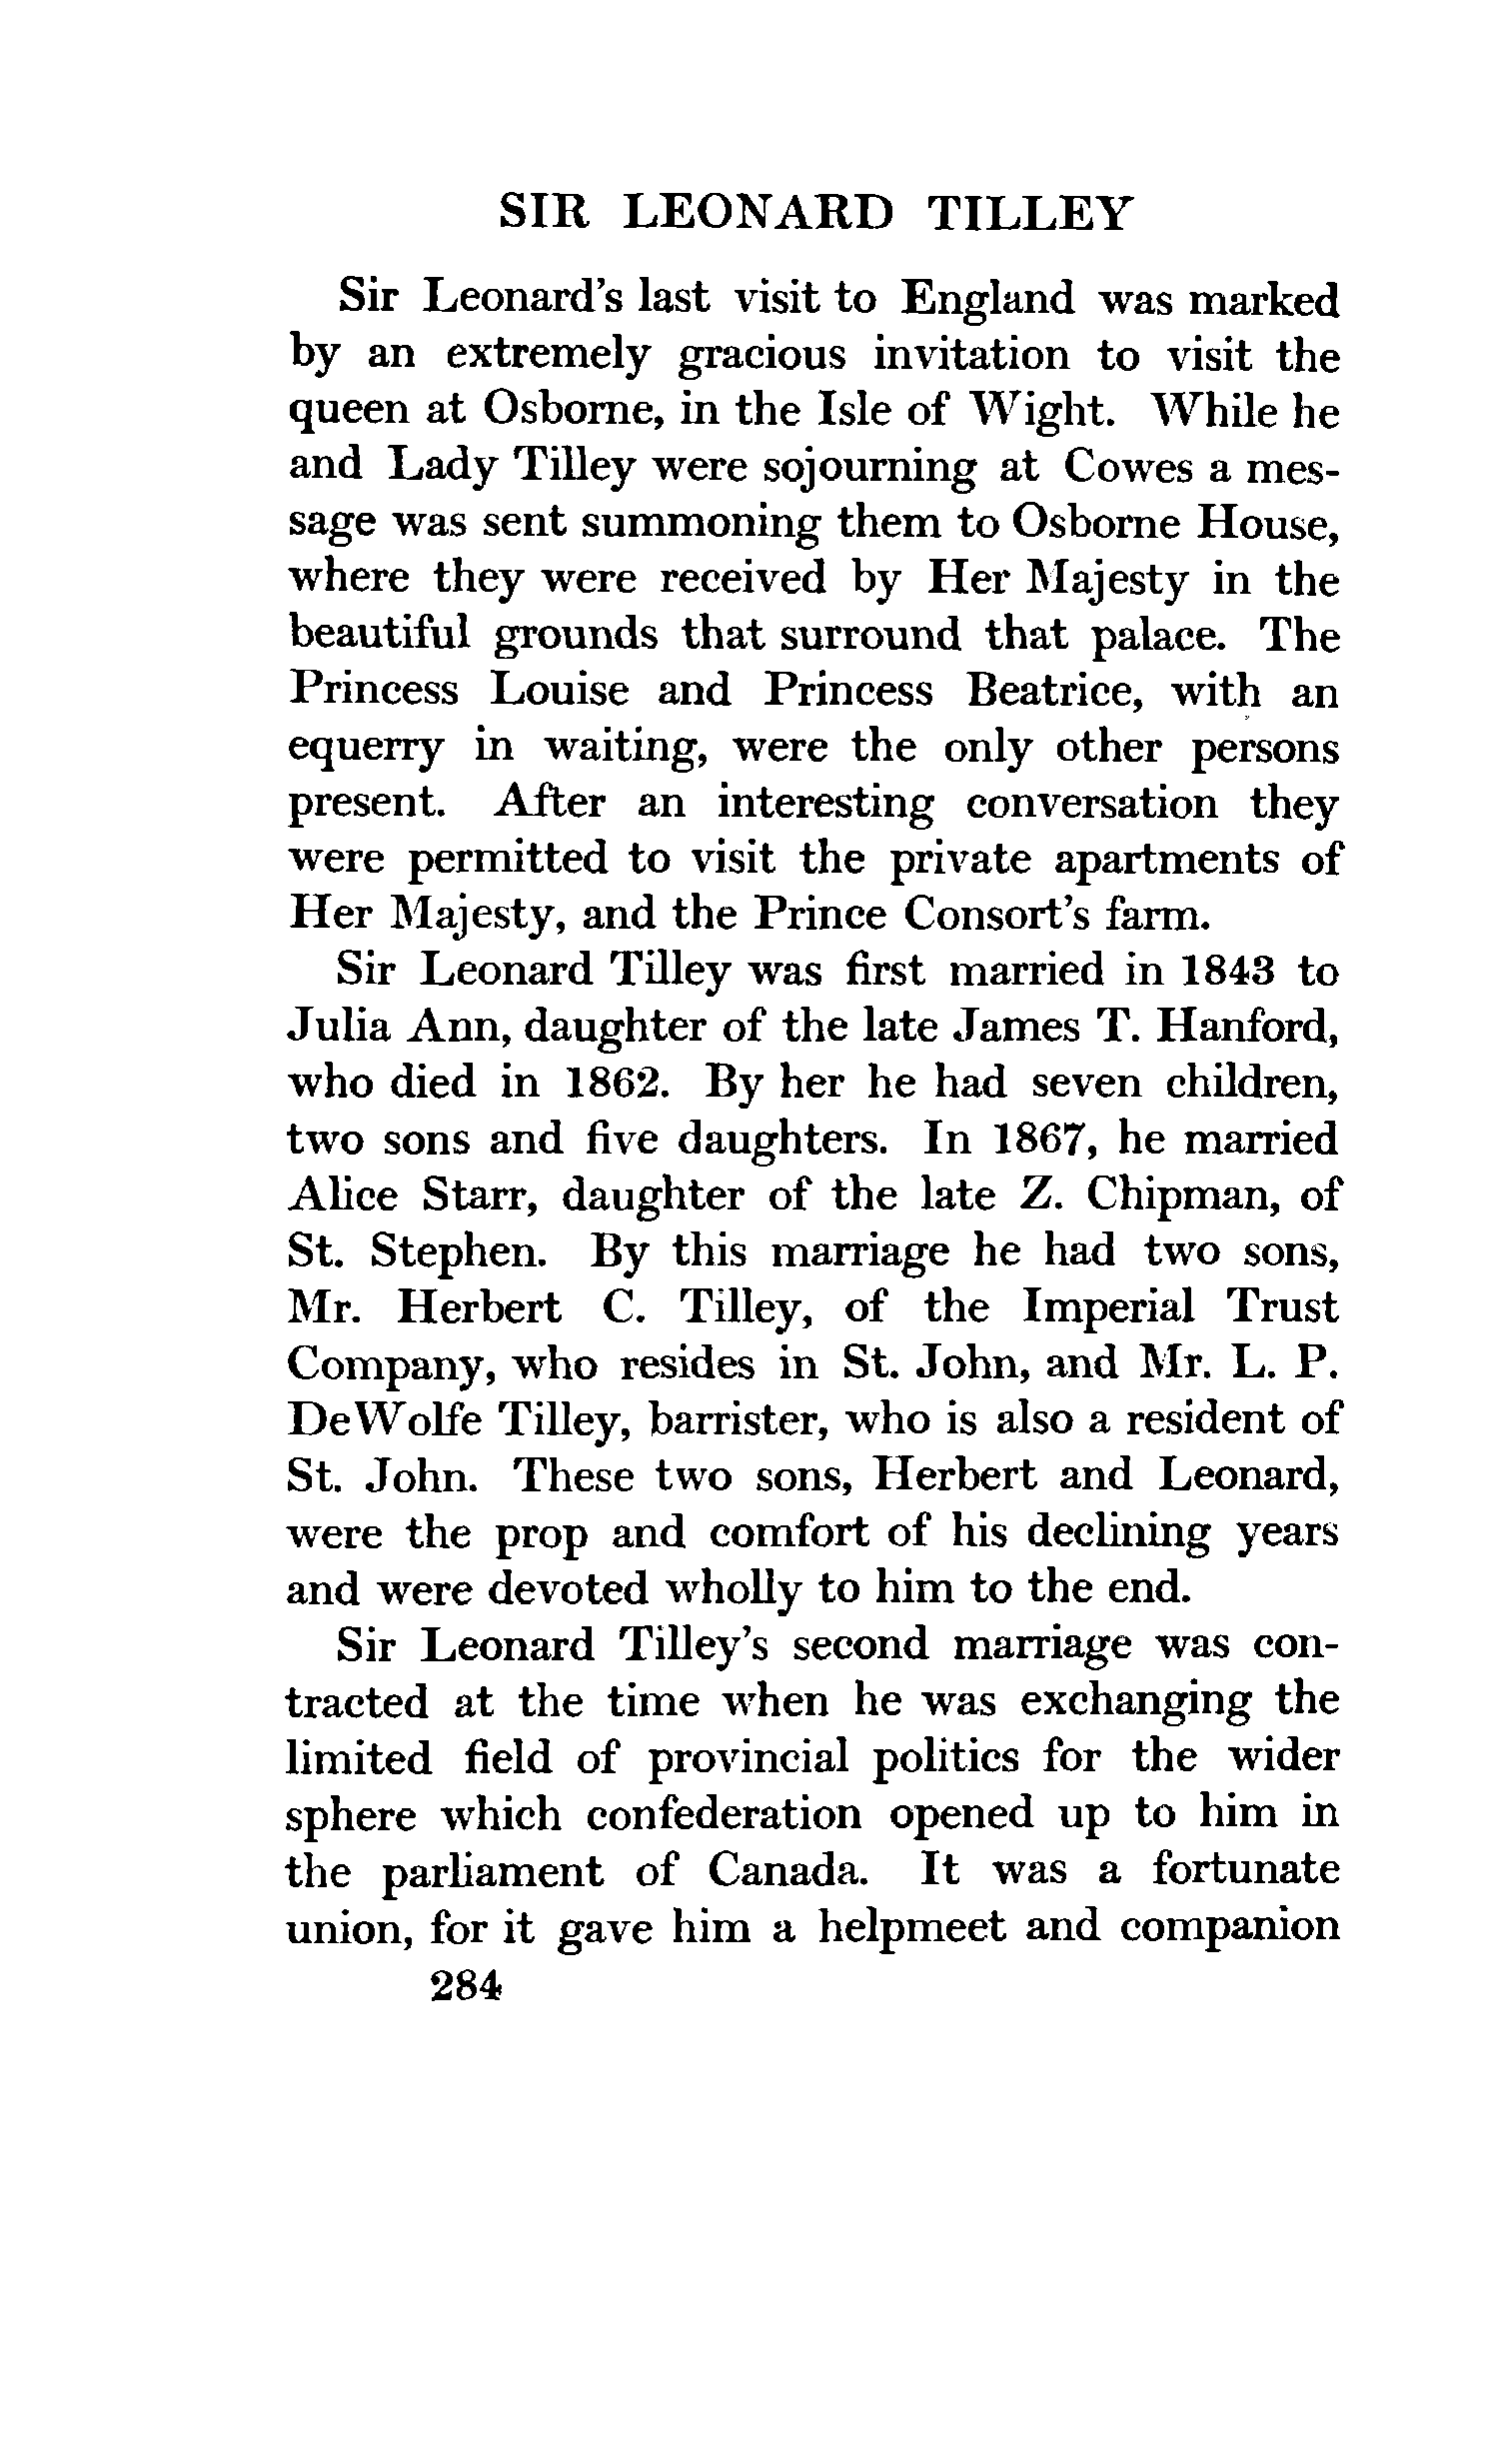 SIR LEONARD TILLEY
Sir Leonard's last visit to England was marked
by an extremely gracious invitation to visit the
queen at Osborne, in the Isle of Wight. While he
and Lady Tilley were sojourning at Cowes a mes-
sage was sent summoning them to Osborne House,
where they were received by Her Majesty in the
beautiful grounds that surround that palace. The
Princess Louise and Princess Beatrice, with an
equerry in waiting, were the only other persons
present. After an interesting conversation they
were permitted to visit the private apartments of
Her Majesty, and the Prince Consort's farm.
Sir Leonard Tilley was first married in 1843 to
Julia Ann, daughter of the late James T. Hanford,
who died in 1862. By her he had seven children,
two sons and five daughters. In 1867, he married
Alice Starr, daughter of the late Z. Chipman, of
St. Stephen. By this marriage he had two sons,
Mr. Herbert C. Tilley, of the Imperial Trust
Company, who resides in St. John, and Mr. L. P.
DeWolfe Tilley, barrister, who is also a resident of
St. John. These two sons, Herbert and Leonard,
were the prop and comfort of his declining years
and were devoted wholly to him to the end.
Sir Leonard Tilley's second marriage was con-
tracted at the time when he was exchanging the
limited field of provincial politics for the wider
sphere which confederation opened up to him in
the parliament of Canada. It was a fortunate
union, for it gave him a helpmeet and companion
284